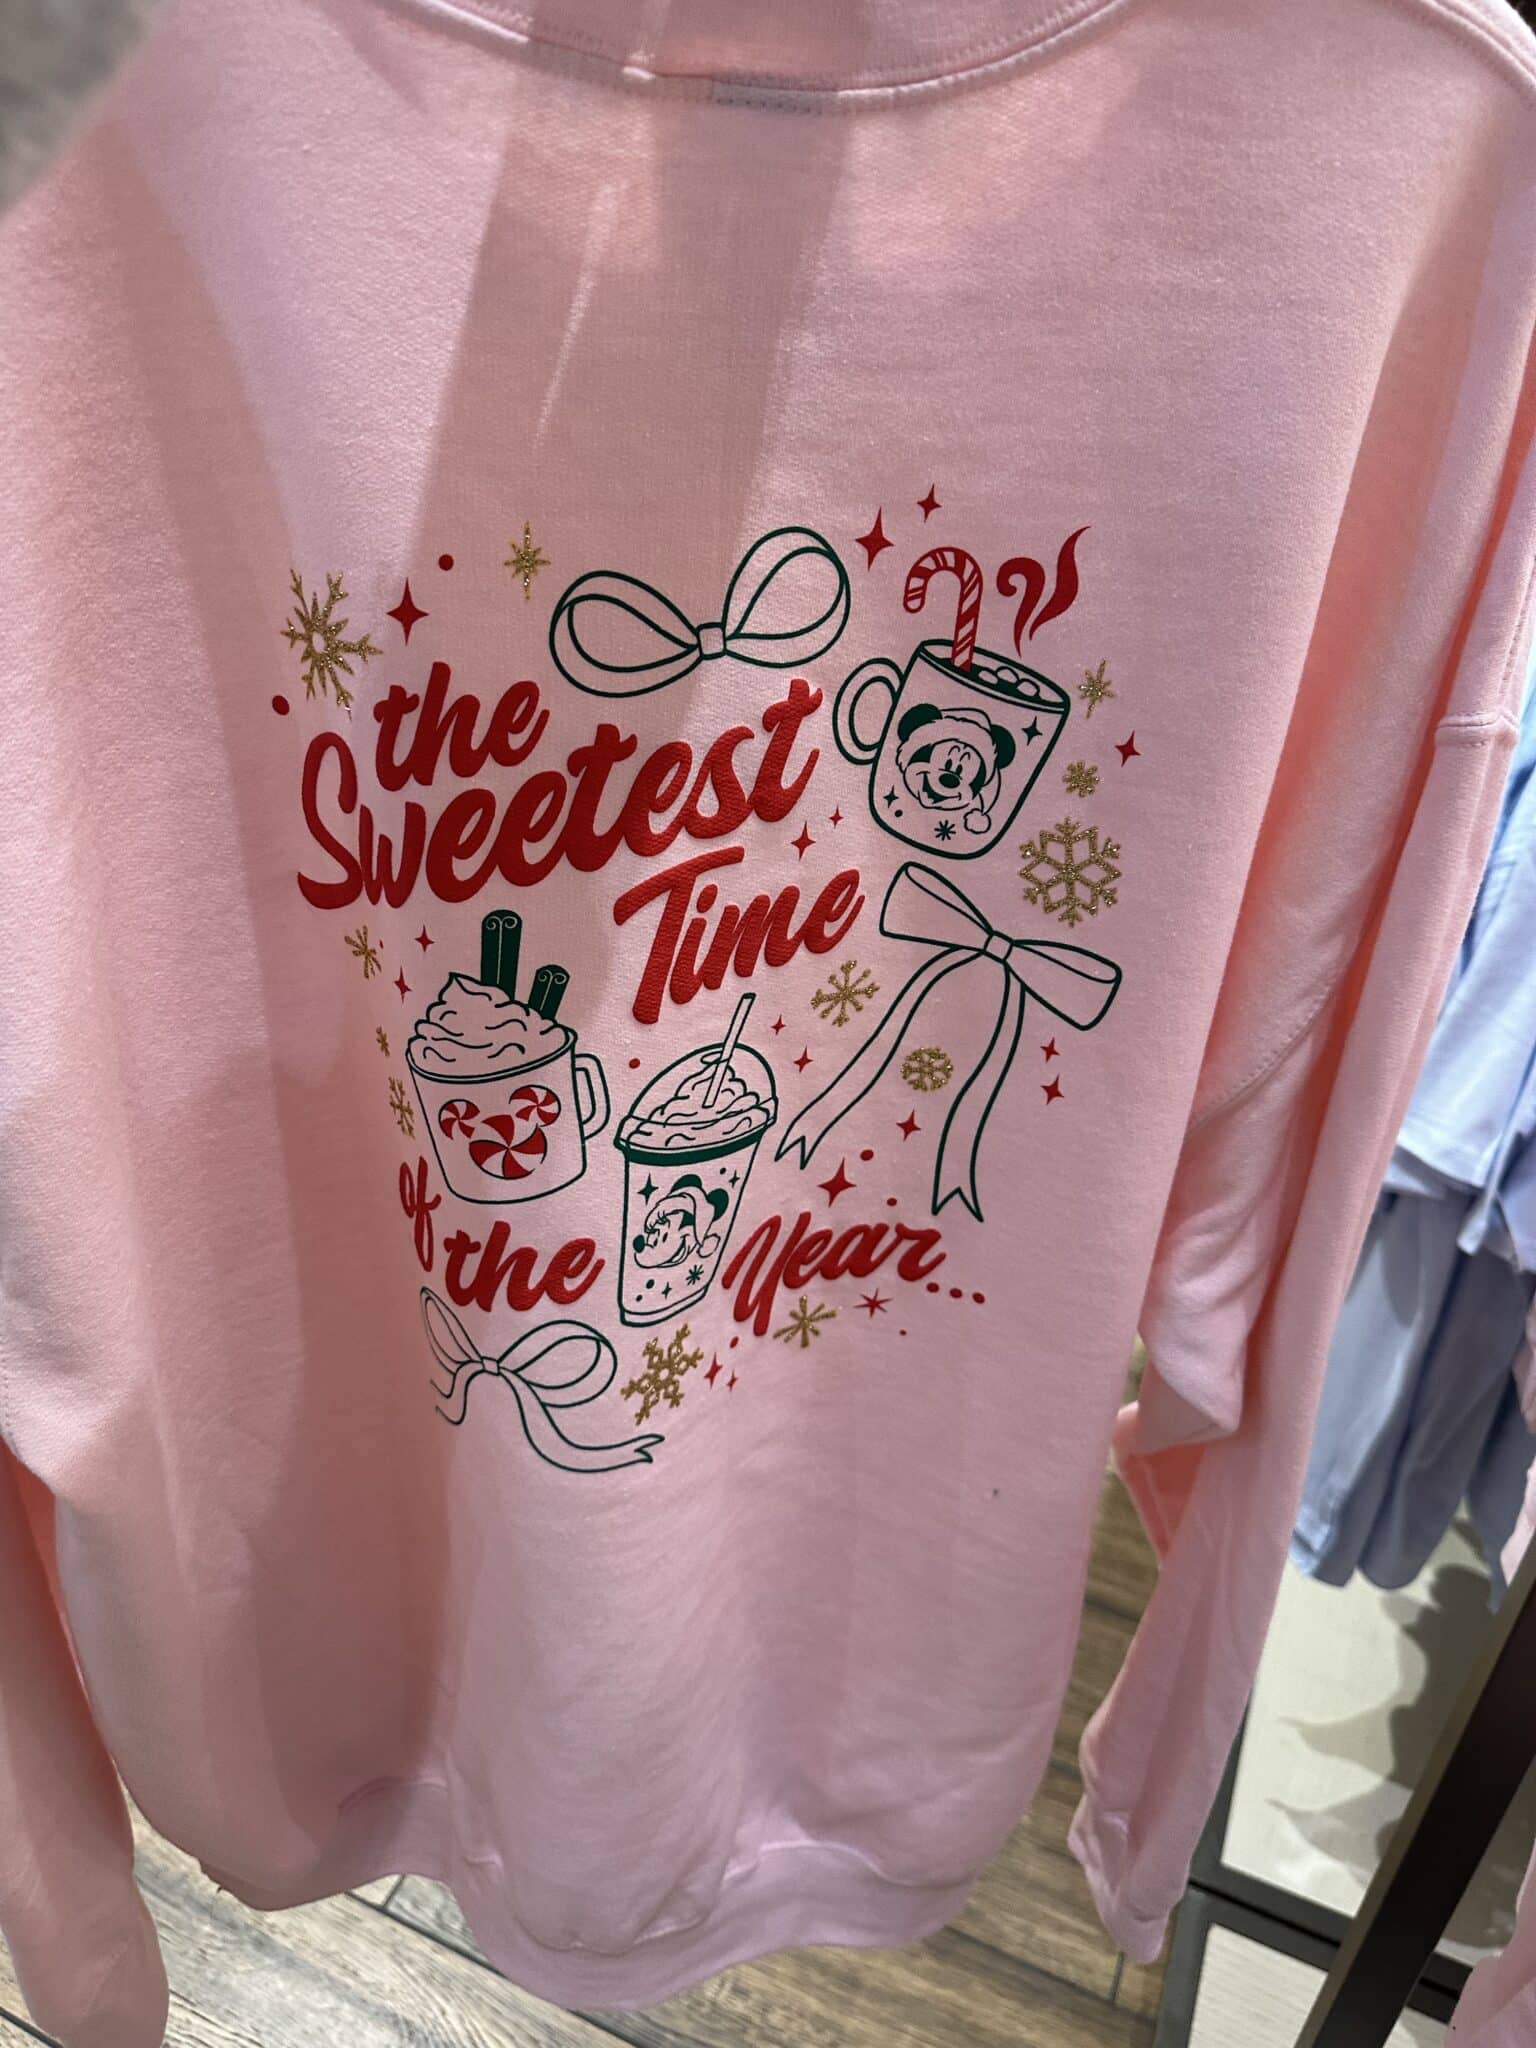 the
Sweetest
Time
of
the Year...